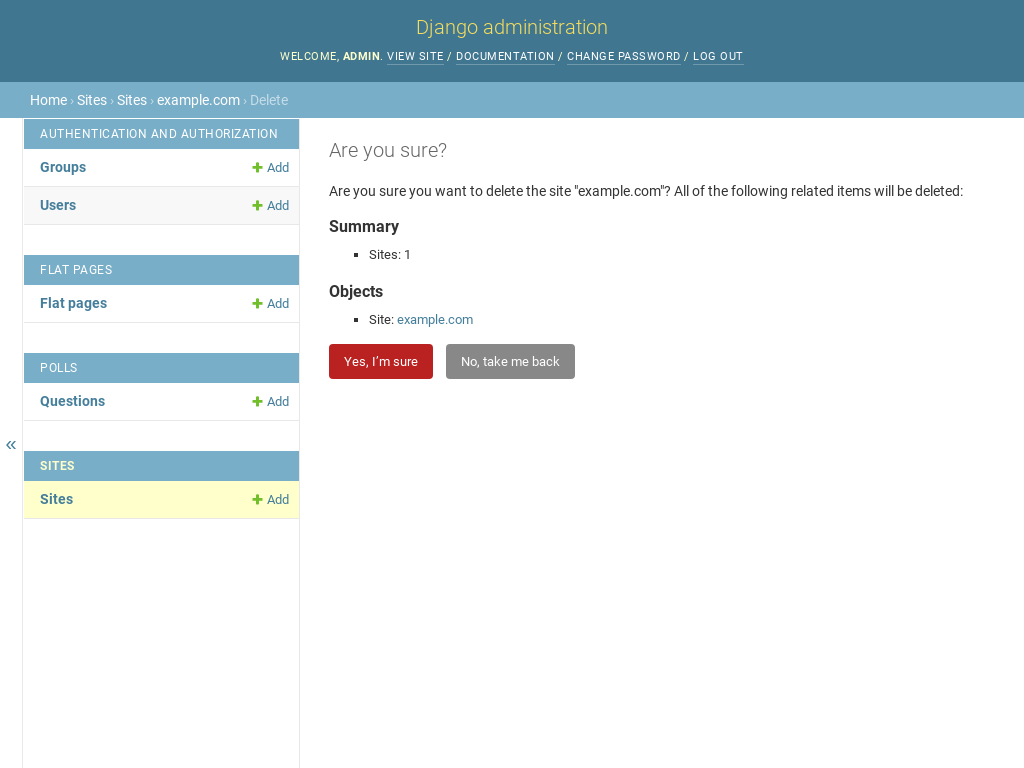 Django administration
WELCOME, ADMIN. VIEW SITE / DOCUMENTATION / CHANGE PASSWORD / LOG OUT
Home › Sites › Sites › example.com › Delete
AUTHENTICATION AND AUTHORIZATION
Groups Add
Users Add
FLAT PAGES
Flat pages Add
POLLS
Questions Add
«
SITES
Sites Add
Are you sure?
Are you sure you want to delete the site "example.com"? All of the following related items will be deleted:
Summary
Sites: 1
Objects
Site: example.com
Yes, I’m sure No, take me back